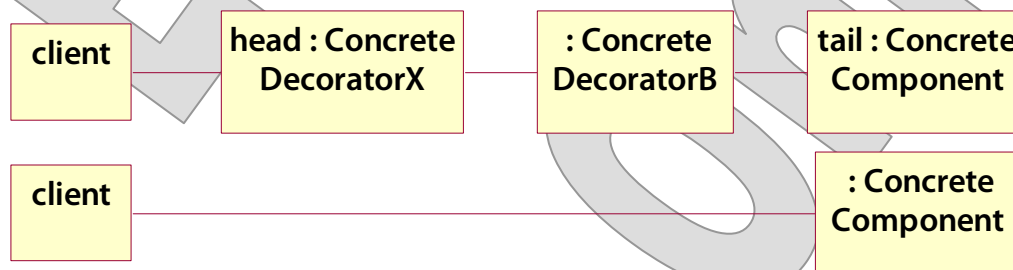 client
head : Concrete
DecoratorX
: Concrete
DecoratorB
tail : Concrete
Component
client
: Concrete
Component